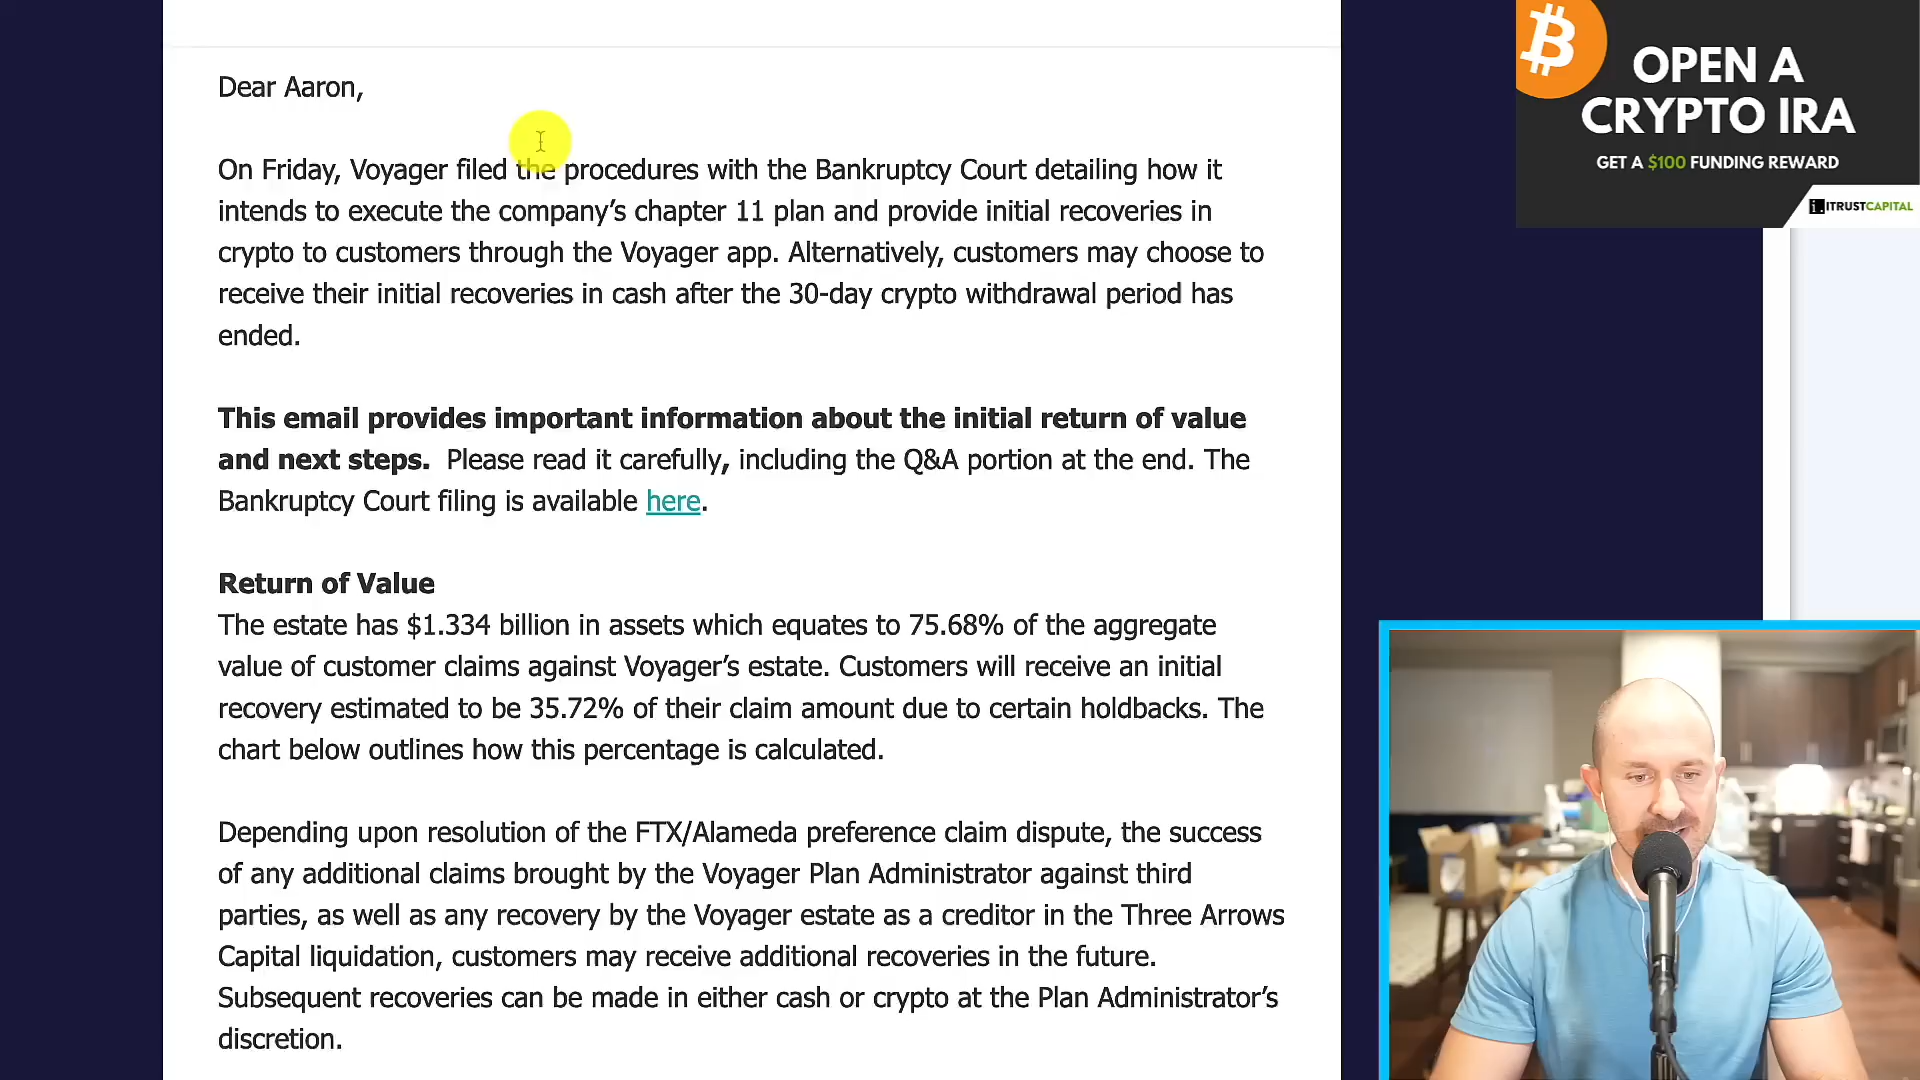 Dear Aaron,
On Friday, Voyager filed the procedures with the Bankruptcy Court detailing how it
intends to execute the company’s chapter 11 plan and provide initial recoveries in
crypto to customers through the Voyager app. Alternatively, customers may choose to
receive their initial recoveries in cash after the 30-day crypto withdrawal period has
ended.
This email provides important information about the initial return of value
and next steps. Please read it carefully, including the Q&A portion at the end. The
Bankruptcy Court filing is available here.
Return of Value
The estate has $1.334 billion in assets which equates to 75.68% of the aggregate
value of customer claims against Voyager’s estate. Customers will receive an initial
recovery estimated to be 35.72% of their claim amount due to certain holdbacks. The
chart below outlines how this percentage is calculated.
Depending upon resolution of the FTX/Alameda preference claim dispute, the success
of any additional claims brought by the Voyager Plan Administrator against third
parties, as well as any recovery by the Voyager estate as a creditor in the Three Arrows
Capital liquidation, customers may receive additional recoveries in the future.
Subsequent recoveries can be made in either cash or crypto at the Plan Administrator’s
discretion.
OPEN A
CRYPTO IRA
GET A $100 FUNDING REWARD
ITRUSTCAPITAL